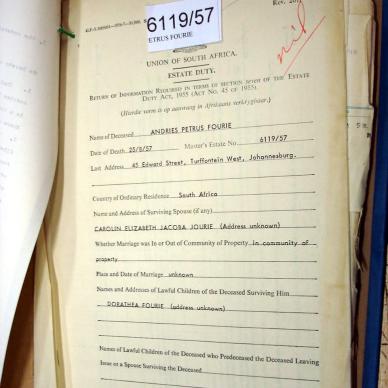 Rev. 261
6119/57
ETRUS FOURIE
nil
UNION OF SOUTH AFRICA.
ESTATE DUTY.
RETURN OF INFORMATION REQUIRED IN TERMS OF SECTION seven OF THE ESTATE
DUTY ACT, 1955 (ACT NO. 45 OF 1955).
(Hierdie vorm is op aanvraag in Afrikaans verkrygbaar.)
Name of Deceased ANDRIES PETRUS FOURIE
Date of Death 25/8/57 Master's Estate No. 6119/57
Last Address 45 Edward Street, Turffontein West, Johannesburg.
Country of Ordinary Residence South Africa
Name and Address of Surviving Spouse (if any)
CAROLIN ELIZABETH JACOBA JOURIE (Address unknown)
Whether Marriage was In or Out of Community of Property In community of
property
Place and Date of Marriage unknown
Names and Addresses of Lawful Children of the Deceased Surviving Him
DORATHEA FOURIE (address unknown)
Names of Lawful Children of the Deceased who Predeceased the Deceased Leaving
Issue or a Spouse Surviving the Deceased